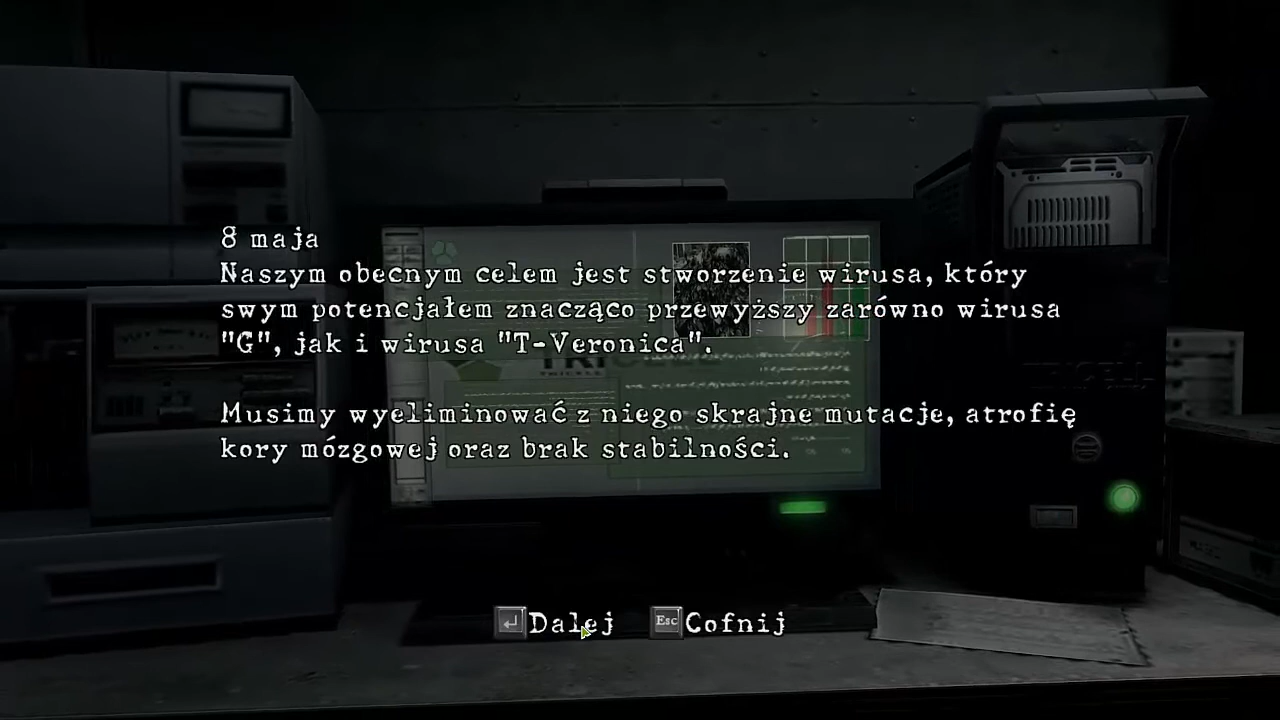 8 maja
Naszym obecnym celem jest stworzenie wirusa, który
swym potencjałem znacząco przewyższy zarówno wirusa
"G", jak i wirusa "T-Veronica".
Musimy wyeliminować z niego skrajne mutacje, atrofię
kory mózgowej oraz brak stabilności.
Dalej
Esc Cofnij